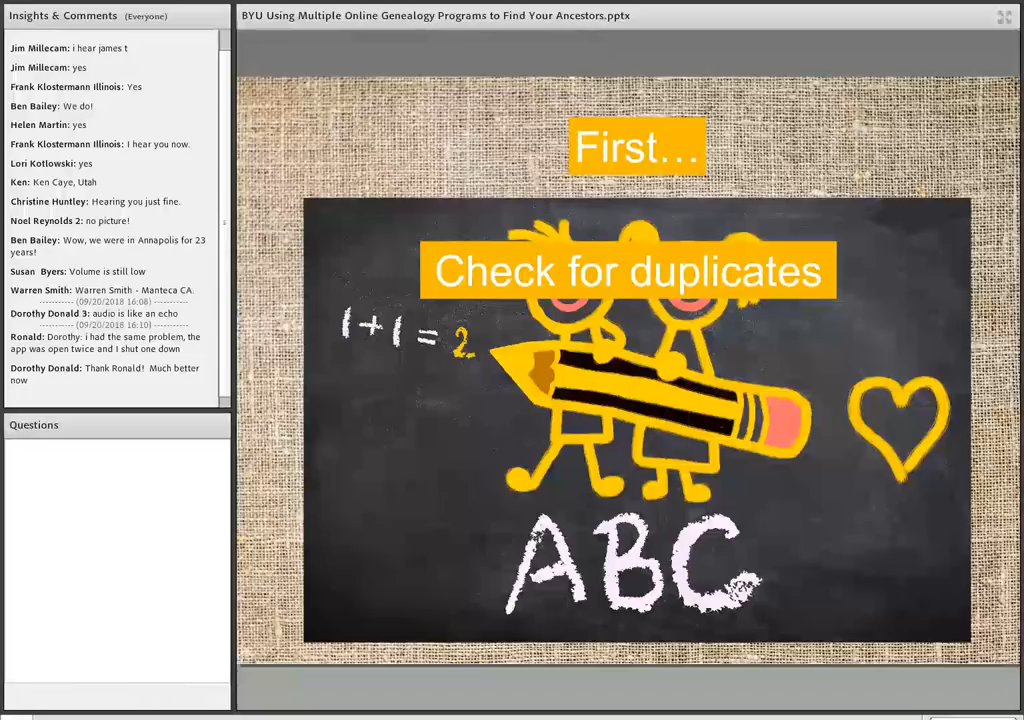 Insights & Comments (Everyone)
Jim Millecam: i hear james t
Jim Millecam: yes
Frank Klostermann Illinois: Yes
Ben Bailey: We do!
Helen Martin: yes
Frank Klostermann Illinois: I hear you now.
Lori Kotlowski: yes
Ken: Ken Caye, Utah
Christine Huntley: Hearing you just fine.
Noel Reynolds 2: no picture!
Ben Bailey: Wow, we were in Annapolis for 23
years!
Susan Byers: Volume is still low
Warren Smith: Warren Smith - Manteca CA.
----------- (09/20/2018 16:08) -----------
Dorothy Donald 3: audio is like an echo
----------- (09/20/2018 16:10) -----------
Ronald: Dorothy: i had the same problem, the
app was open twice and I shut one down
Dorothy Donald: Thank Ronald! Much better
now
Questions
BYU Using Multiple Online Genealogy Programs to Find Your Ancestors.pptx
First…
Check for duplicates
1+1=2
ABC